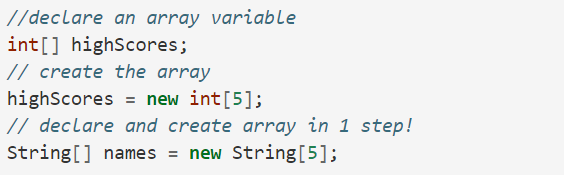 //declare an array variable
int[] highScores;
// create the array
highScores = new int[5];
// declare and create array in 1 step!
String[] names = new String[5];